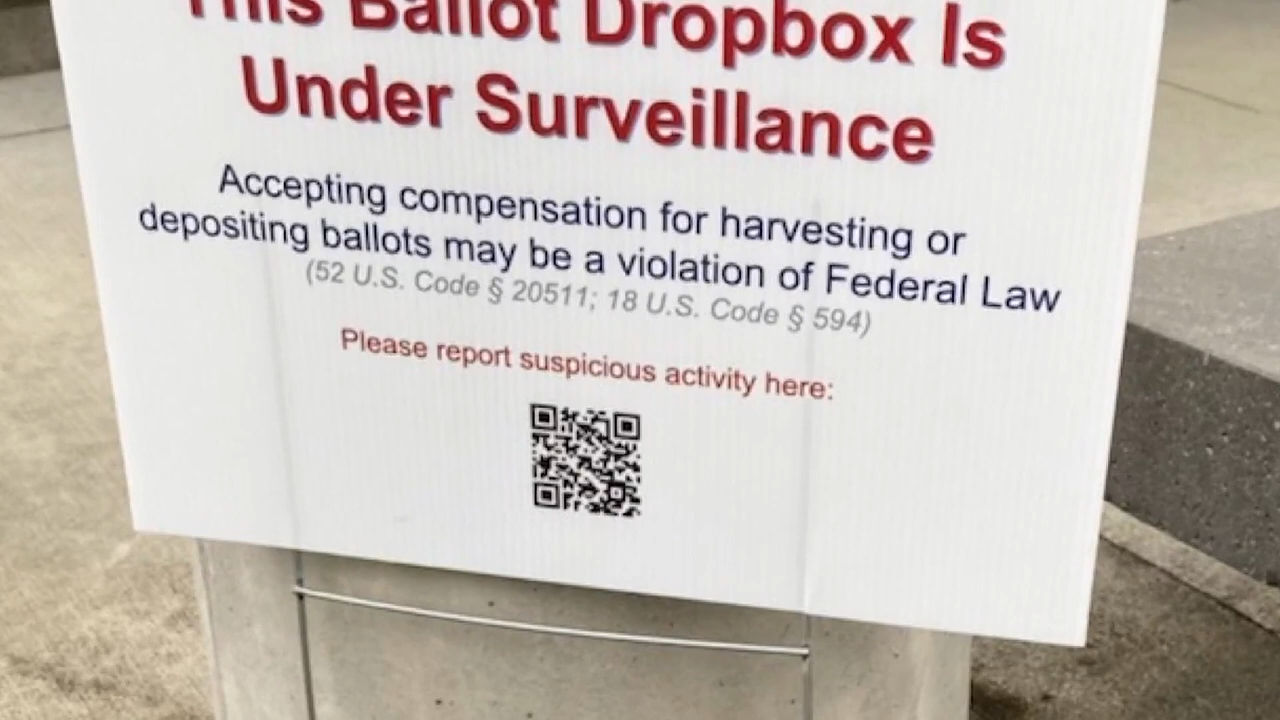 This Ballot Dropbox Is
Under Surveillance
Accepting compensation for harvesting or
depositing ballots may be a violation of Federal Law
(52 U.S. Code § 20511; 18 U.S. Code § 594)
Please report suspicious activity here: